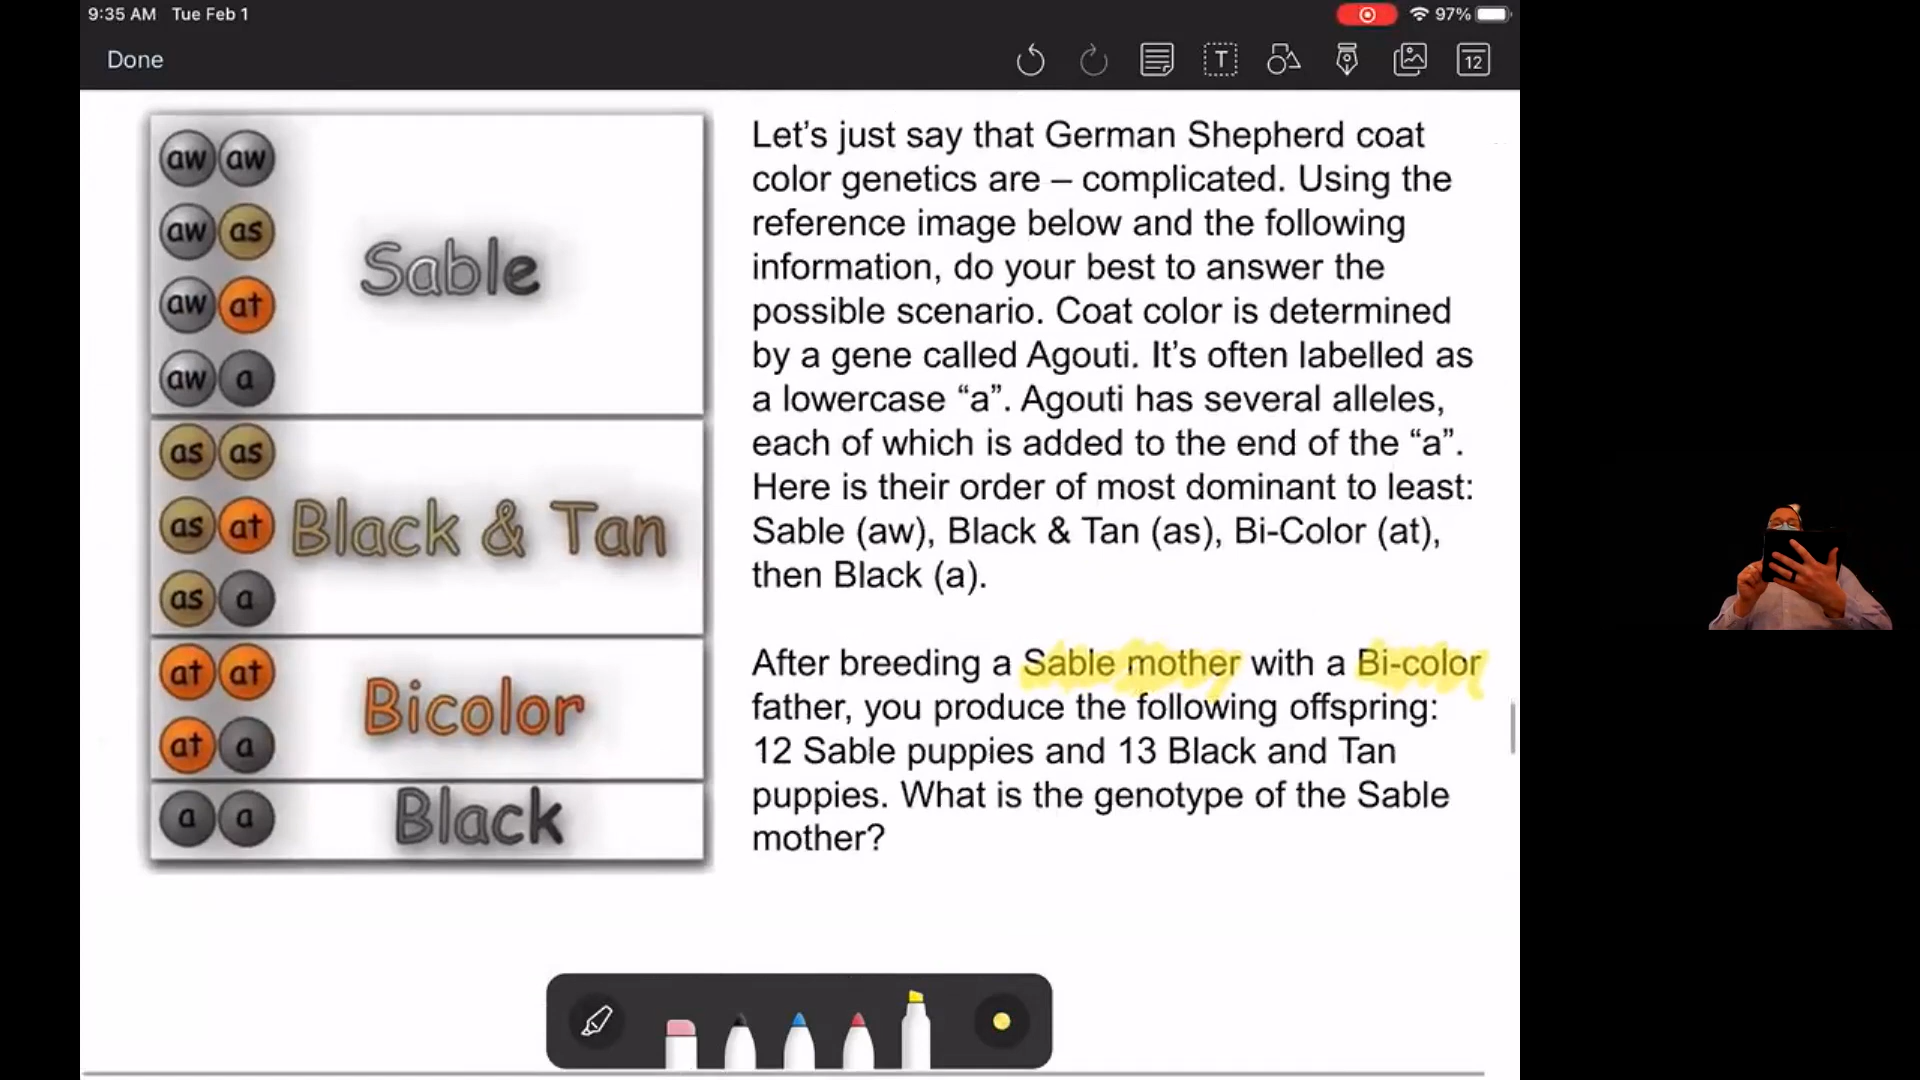 9:35 AM Tue Feb 1
97%
Done
T
12
aw aw
aw as
aw at
aw a
Sable
as as
as at
as a
Black & Tan
at at
at a
Bicolor
a a
Black
Let’s just say that German Shepherd coat
color genetics are – complicated. Using the
reference image below and the following
information, do your best to answer the
possible scenario. Coat color is determined
by a gene called Agouti. It’s often labelled as
a lowercase “a”. Agouti has several alleles,
each of which is added to the end of the “a”.
Here is their order of most dominant to least:
Sable (aw), Black & Tan (as), Bi-Color (at),
then Black (a).
After breeding a Sable mother with a Bi-color
father, you produce the following offspring:
12 Sable puppies and 13 Black and Tan
puppies. What is the genotype of the Sable
mother?